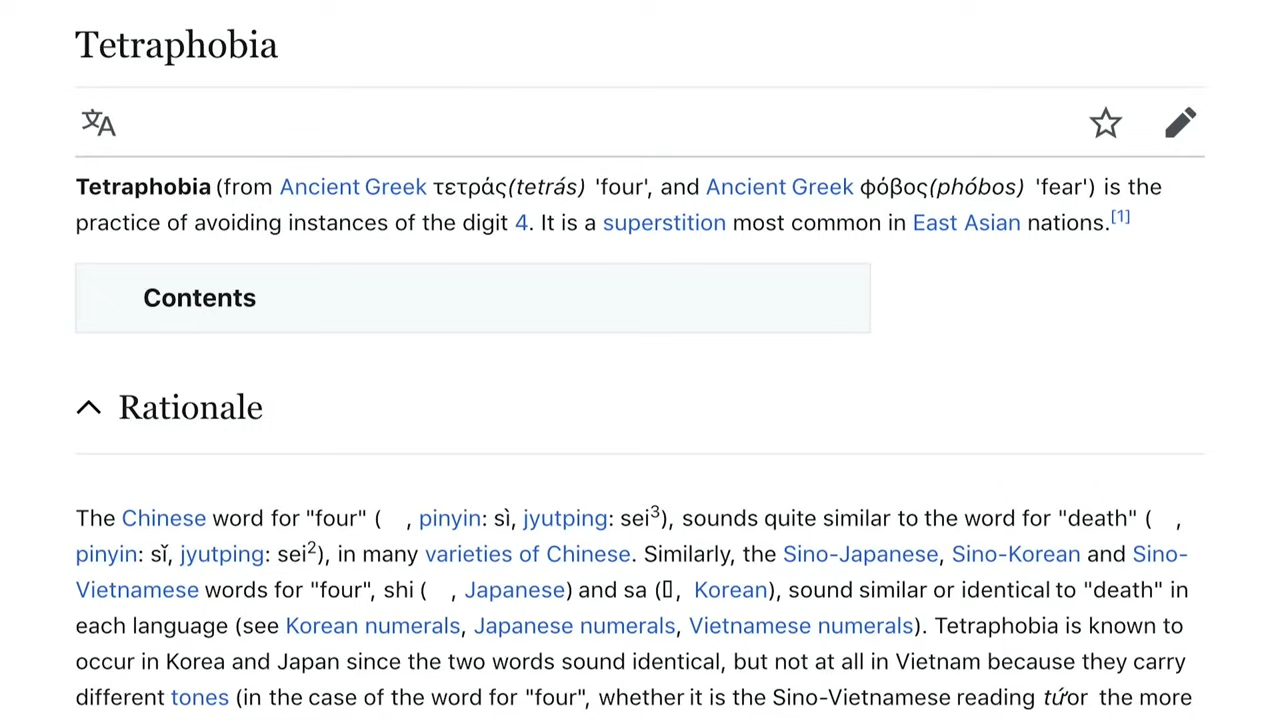 Tetraphobia
文A
Tetraphobia (from Ancient Greek τετράς(tetrás) 'four', and Ancient Greek φόβος(phóbos) 'fear') is the
practice of avoiding instances of the digit 4. It is a superstition most common in East Asian nations.[1]
Contents
Rationale
The Chinese word for "four" ( , pinyin: sì, jyutping: sei³), sounds quite similar to the word for "death" ( ,
pinyin: sǐ, jyutping: sei²), in many varieties of Chinese. Similarly, the Sino-Japanese, Sino-Korean and Sino-
Vietnamese words for "four", shi ( , Japanese) and sa (▯, Korean), sound similar or identical to "death" in
each language (see Korean numerals, Japanese numerals, Vietnamese numerals). Tetraphobia is known to
occur in Korea and Japan since the two words sound identical, but not at all in Vietnam because they carry
different tones (in the case of the word for "four", whether it is the Sino-Vietnamese reading tứor the more